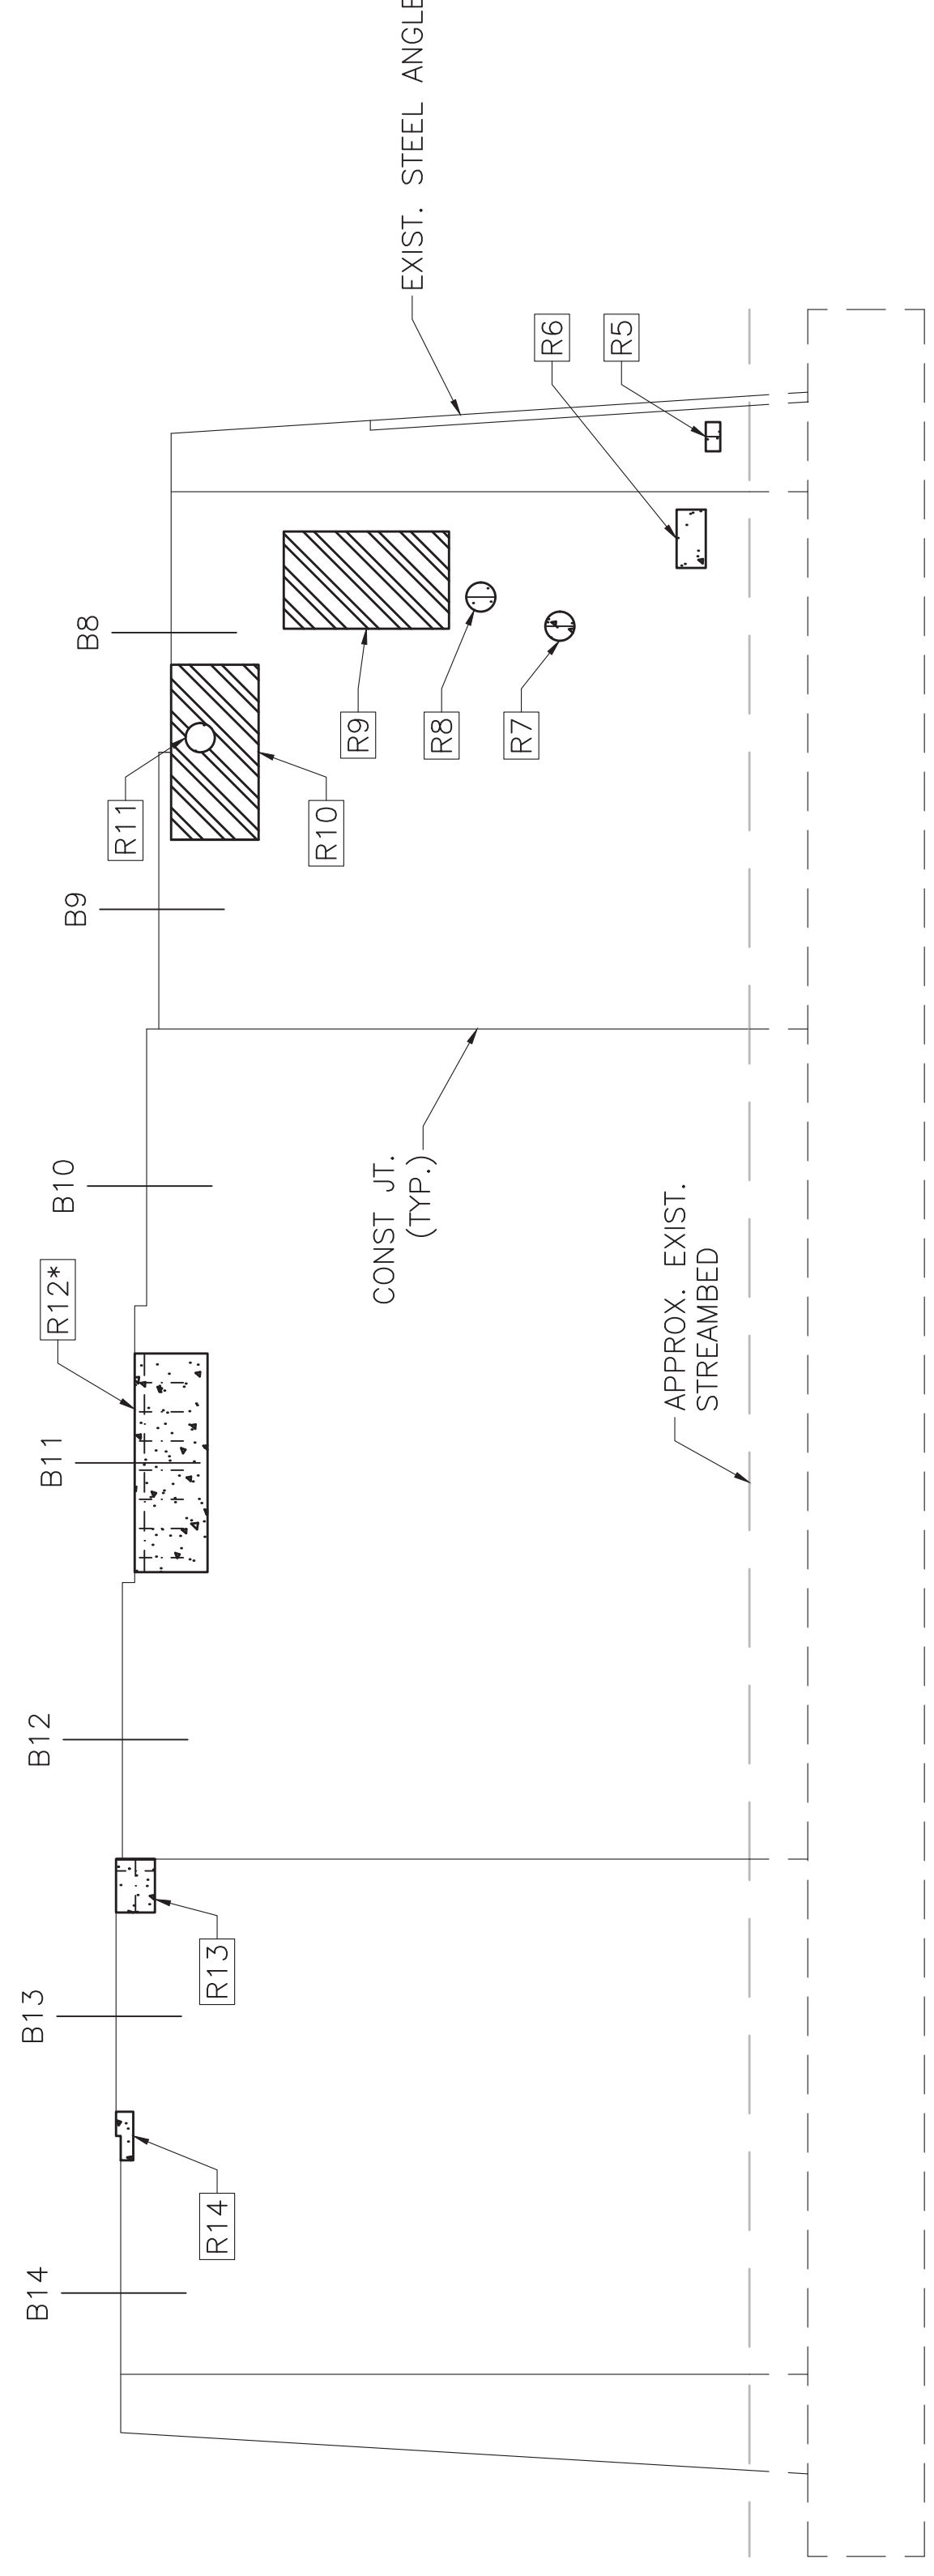 B14
B13
B12
B11
B10
B9
B8
R12*
R11
R14
R13
R10
R9
R8
R7
R6
R5
CONST JT.
(TYP.)
EXIST. STEEL ANGLE
APPROX. EXIST.
STREAMBED